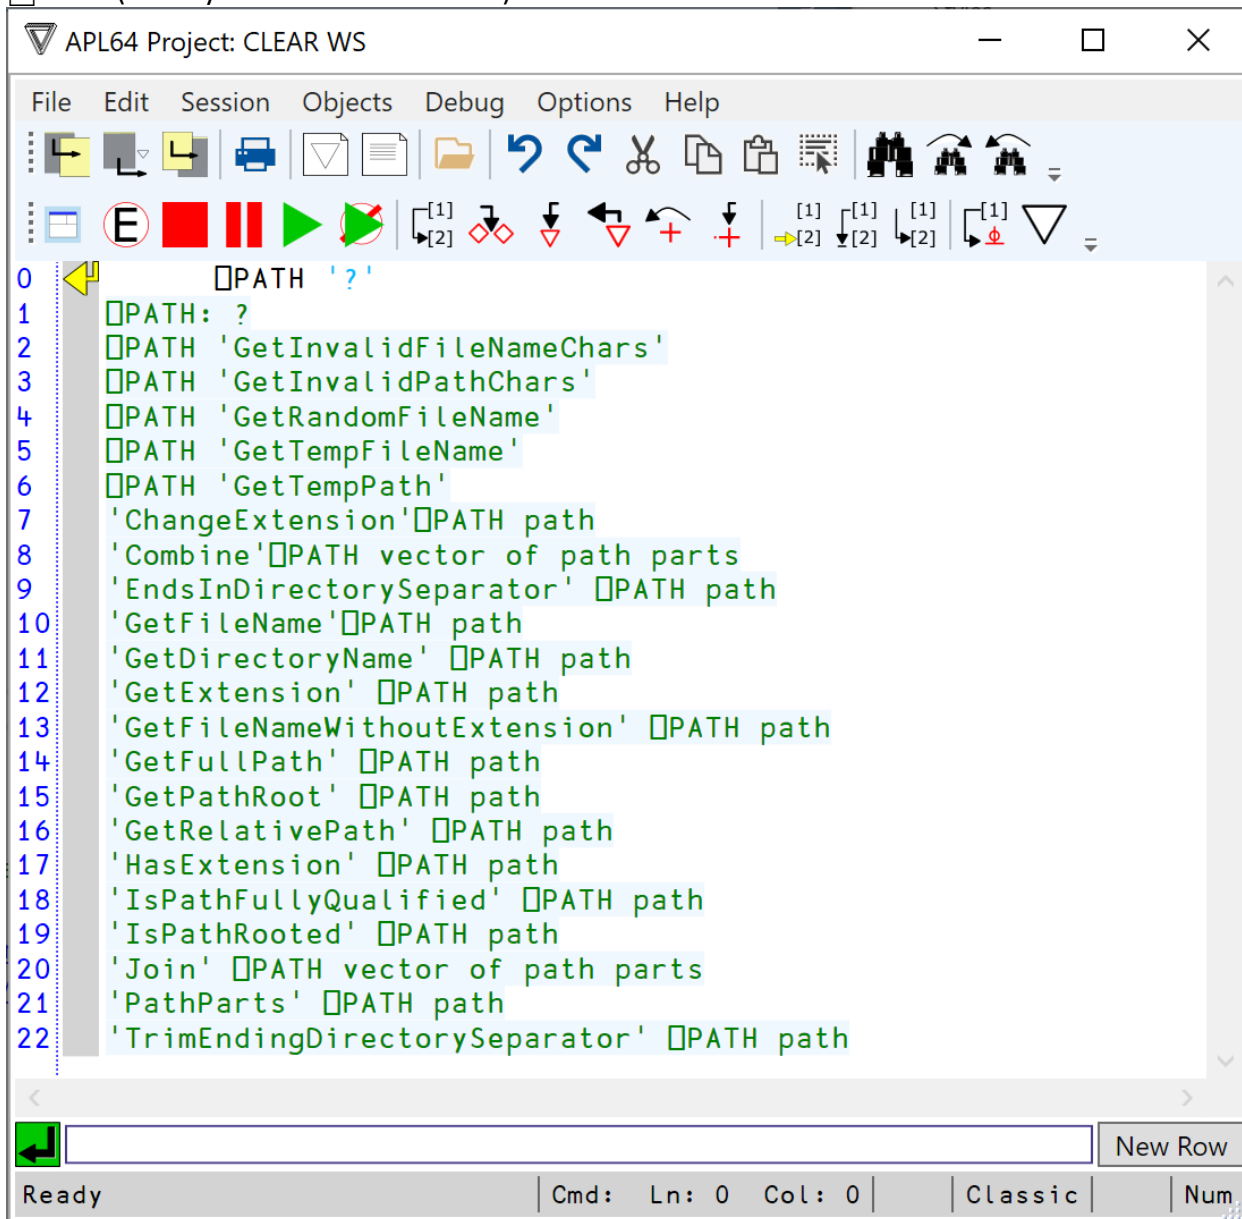 APL64 Project: CLEAR WS
File Edit Session Objects Debug Options Help
E [1] [2] [1] [2] [1] [2] [1] [2] [1]
0 ⎕PATH '?'
1 ⎕PATH: ?
2 ⎕PATH 'GetInvalidFileNameChars'
3 ⎕PATH 'GetInvalidPathChars'
4 ⎕PATH 'GetRandomFileName'
5 ⎕PATH 'GetTempFileName'
6 ⎕PATH 'GetTempPath'
7 'ChangeExtension'⎕PATH path
8 'Combine'⎕PATH vector of path parts
9 'EndsInDirectorySeparator' ⎕PATH path
10 'GetFileName'⎕PATH path
11 'GetDirectoryName' ⎕PATH path
12 'GetExtension' ⎕PATH path
13 'GetFileNameWithoutExtension' ⎕PATH path
14 'GetFullPath' ⎕PATH path
15 'GetPathRoot' ⎕PATH path
16 'GetRelativePath' ⎕PATH path
17 'HasExtension' ⎕PATH path
18 'IsPathFullyQualified' ⎕PATH path
19 'IsPathRooted' ⎕PATH path
20 'Join' ⎕PATH vector of path parts
21 'PathParts' ⎕PATH path
22 'TrimEndingDirectorySeparator' ⎕PATH path
New Row
Ready Cmd: Ln: 0 Col: 0 Classic Num